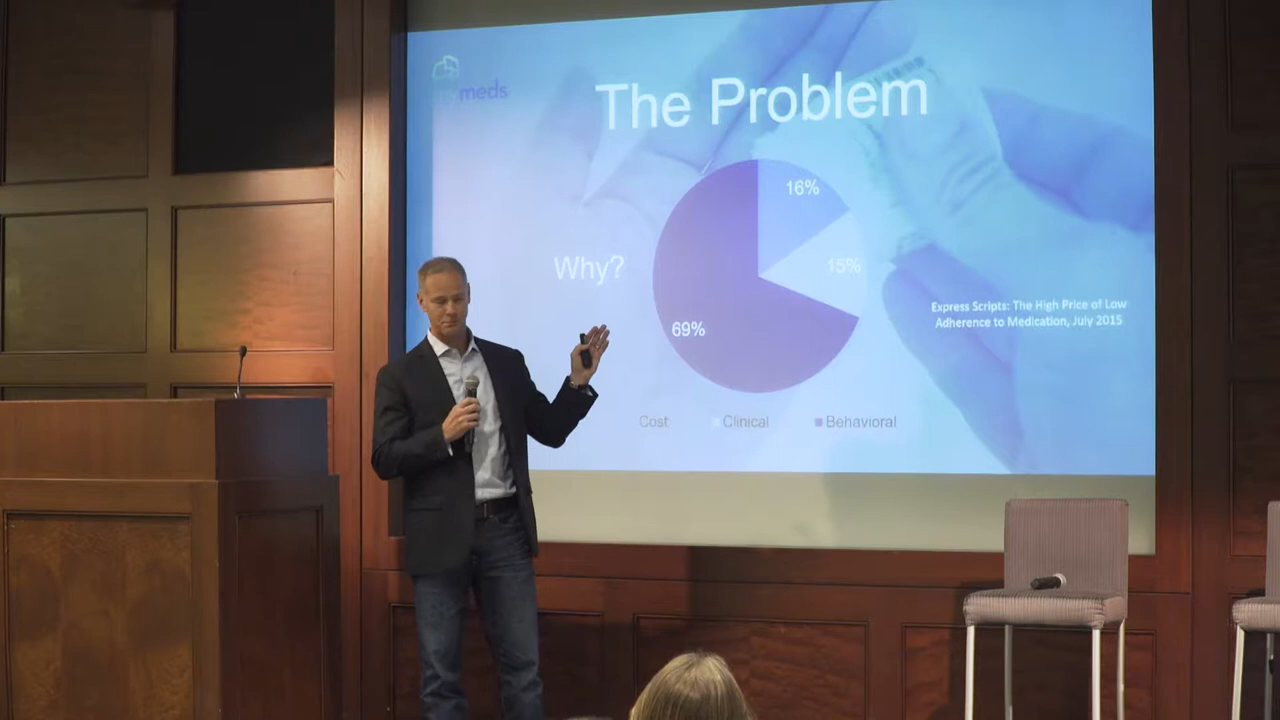 meds
The Problem
16%
Why?
15%
69%
Express Scripts: The High Price of Low
Adherence to Medication, July 2015
Cost Clinical Behavioral